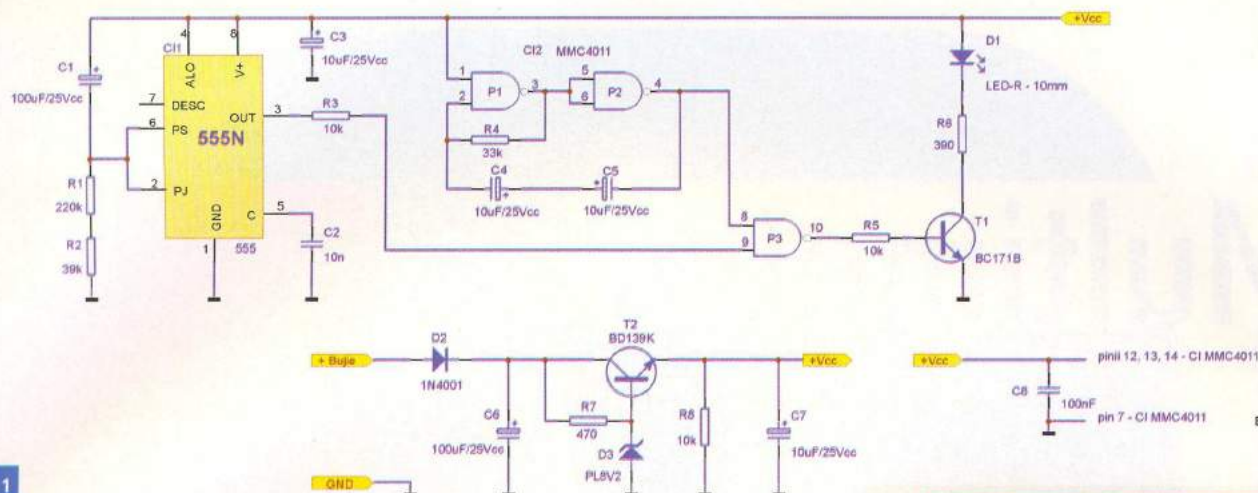 +Vcc
4
8
CI1
ALO
V+
C3
10uF/25Vcc
C1
100uF/25Vcc
7
DESC
6
PS
555N
OUT
3
R3
10k
2
PJ
GND
C
5
1
555
C2
10n
R1
220k
R2
39k
CI2 MMC4011
1
2
P1
3
5
6
P2
4
R4
33k
C4
10uF/25Vcc
C5
10uF/25Vcc
8
9
P3
10
R5
10k
D1
LED-R - 10mm
R6
390
T1
BC171B
+ Bujie
D2
1N4001
T2
BD139K
+Vcc
C6
100uF/25Vcc
R7
470
D3
PL8V2
R8
10k
C7
10uF/25Vcc
GND
+Vcc
pinii 12, 13, 14 - CI MMC4011
C8
100nF
pin 7 - CI MMC4011
1